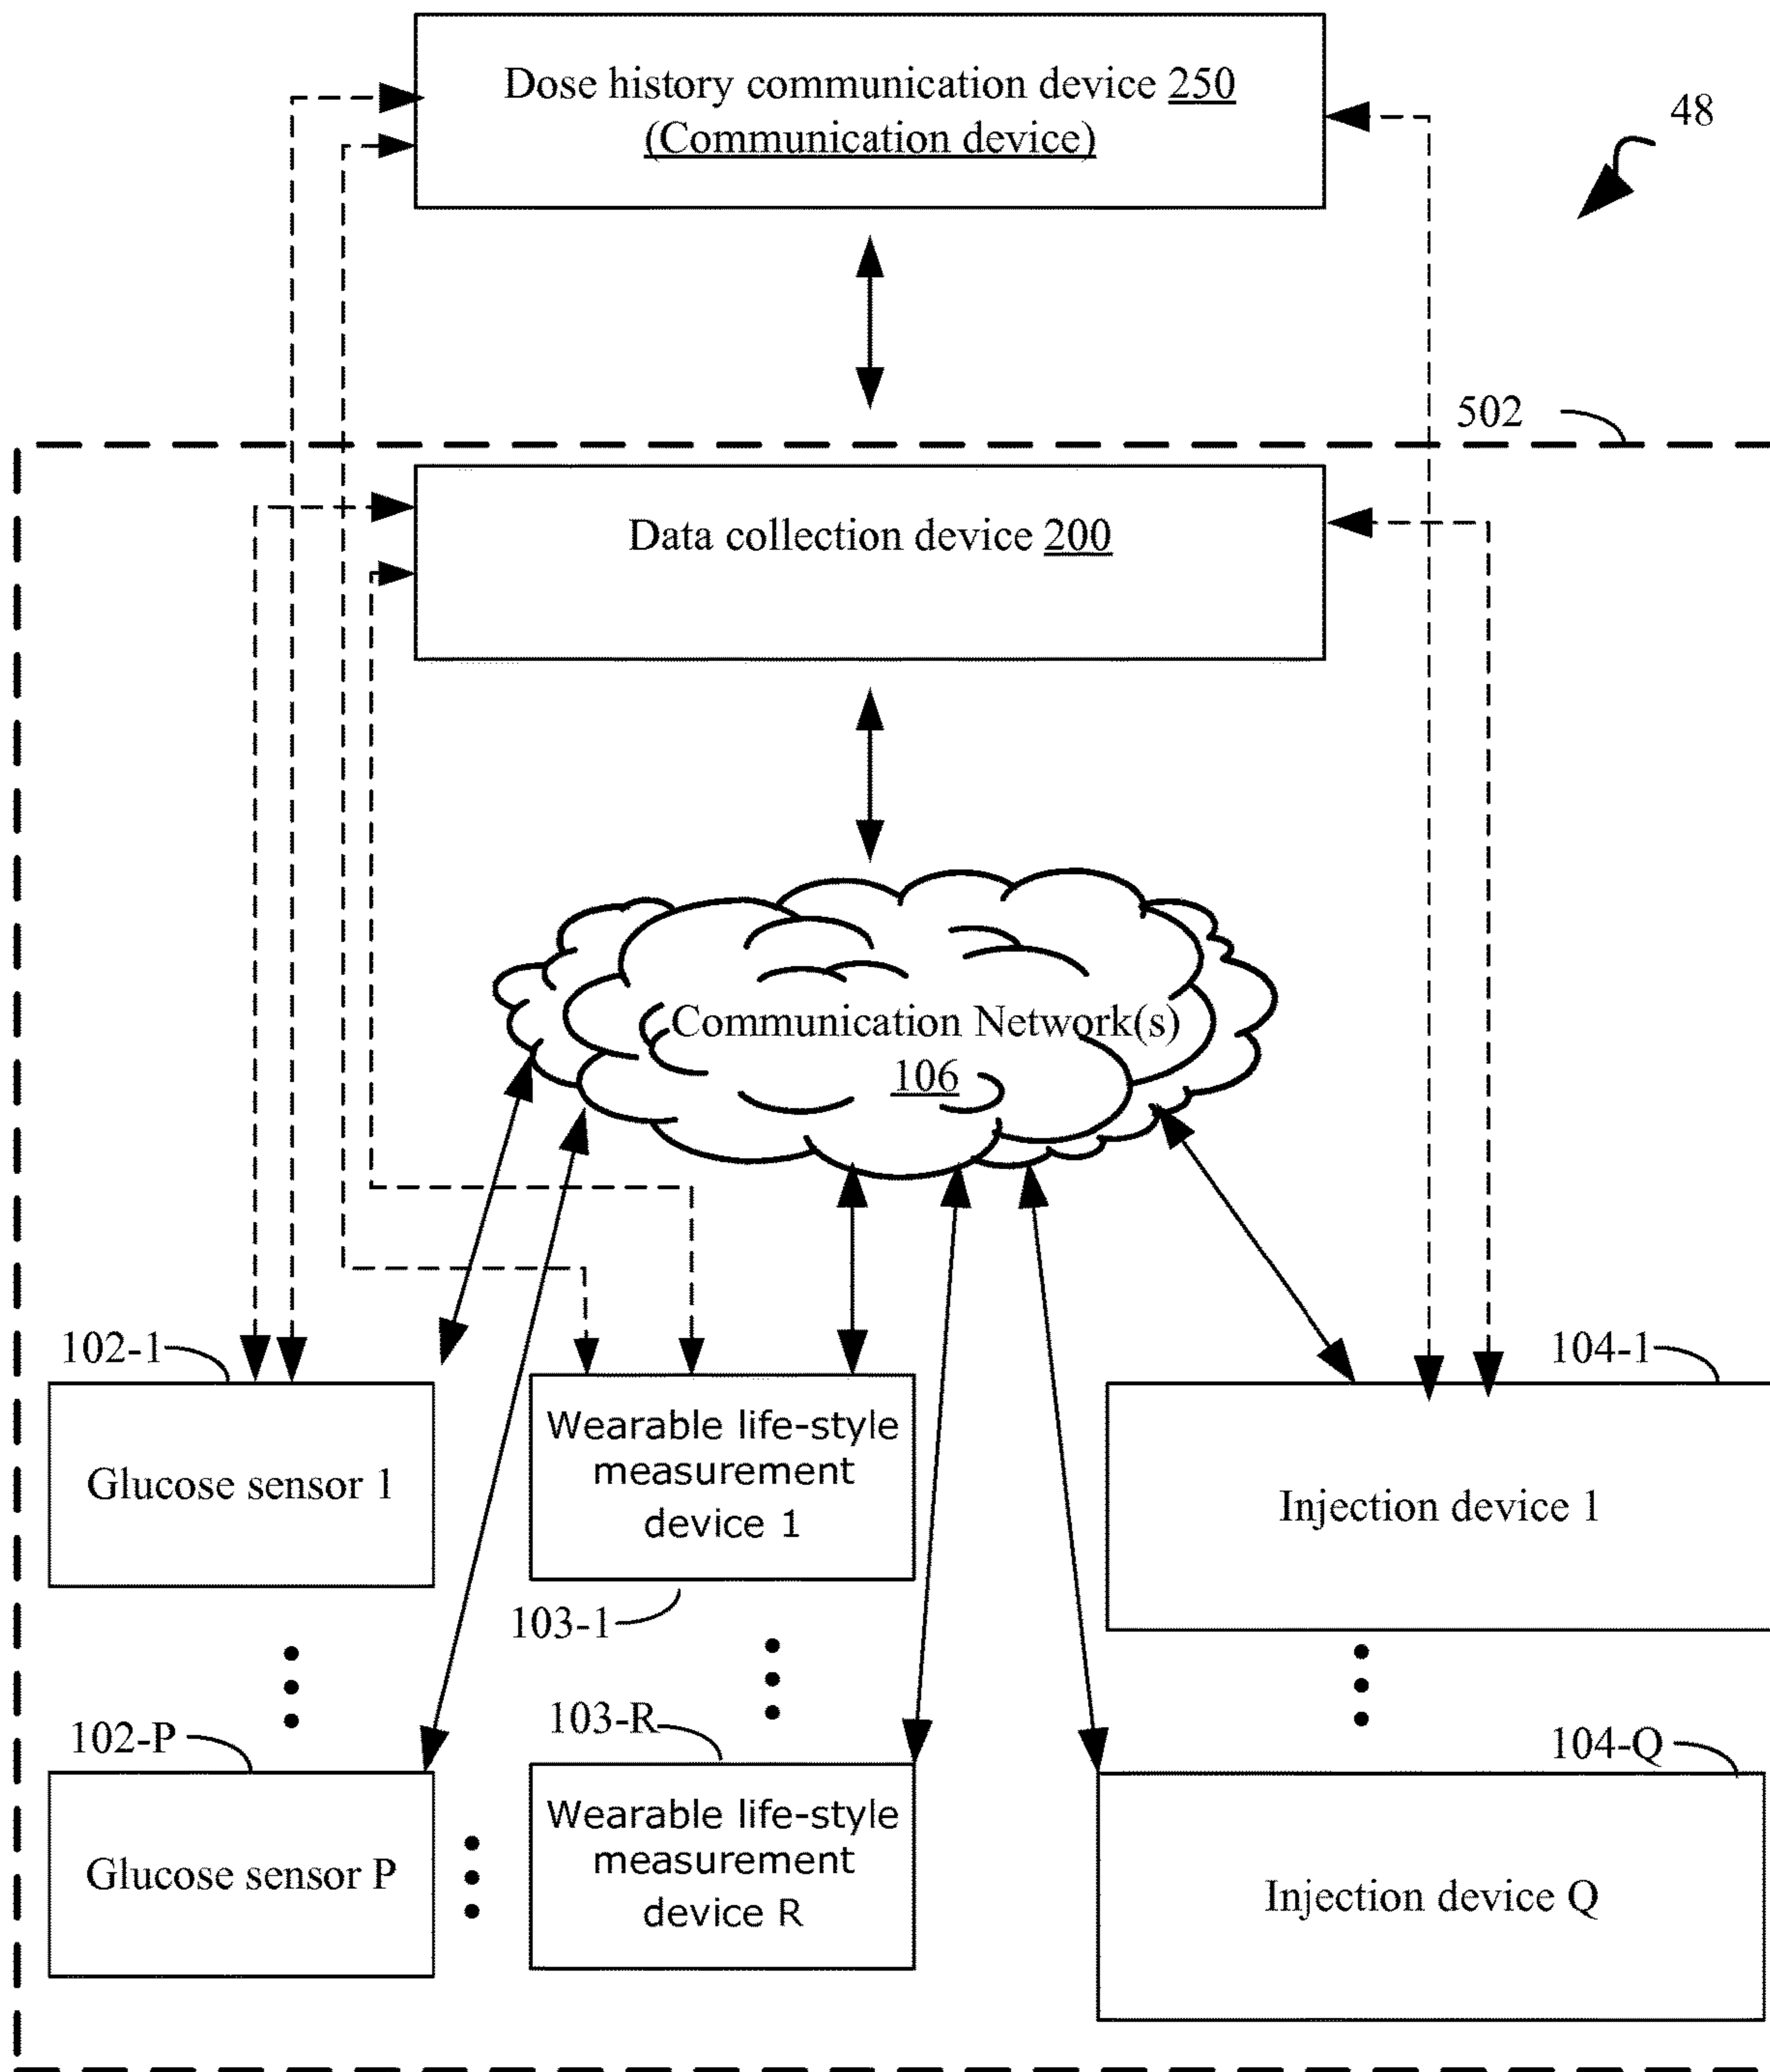 Dose history communication device 250
(Communication device)
48
502
Data collection device 200
Communication Network(s)
106
102-1
104-1
Glucose sensor 1
Wearable life-style
measurement
device 1
Injection device 1
103-1
102-P
103-R
104-Q
Glucose sensor P
Wearable life-style
measurement
device R
Injection device Q